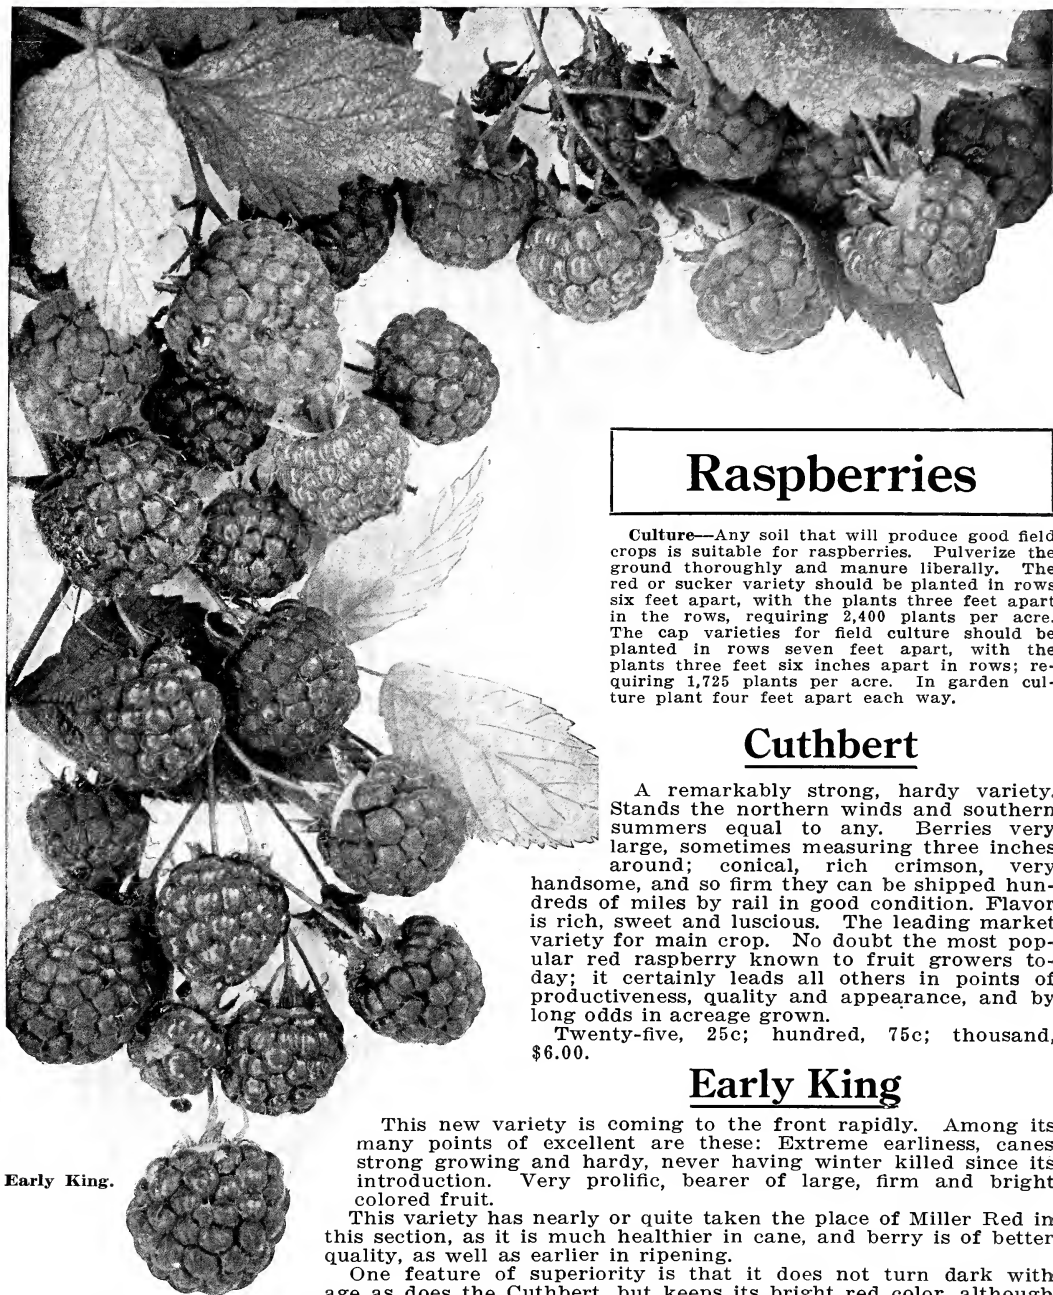 Raspberries
Culture—Any soil that will produce good field
crops is suitable for raspberries. Pulverize the
ground thoroughly and manure liberally. The
red or sucker variety should be planted in rows
six feet apart, with the plants three feet apart
in the rows, requiring 2,400 plants per acre.
The cap varieties for field culture should be
planted in rows seven feet apart, with the
plants three feet six inches apart in rows; re-
quiring 1,725 plants per acre. In garden cul-
ture plant four feet apart each way.
Cuthbert
A remarkably strong, hardy variety.
Stands the northern winds and southern
summers equal to any. Berries very
large, sometimes measuring three inches
around; conical, rich crimson, very
handsome, and so firm they can be shipped hun-
dreds of miles by rail in good condition. Flavor
is rich, sweet and luscious. The leading market
variety for main crop. No doubt the most pop-
ular red raspberry known to fruit growers to-
day; it certainly leads all others in points of
productiveness, quality and appearance, and by
long odds in acreage grown.
Twenty-five, 25c; hundred, 75c; thousand,
$6.00.
Early King
This new variety is coming to the front rapidly. Among its
many points of excellent are these: Extreme earliness, canes
strong growing and hardy, never having winter killed since its
introduction. Very prolific, bearer of large, firm and bright
colored fruit.
Early King.
This variety has nearly or quite taken the place of Miller Red in
this section, as it is much healthier in cane, and berry is of better
quality, as well as earlier in ripening.
One feature of superiority is that it does not turn dark with
age as does the Cuthbert, but keeps its bright red color, although